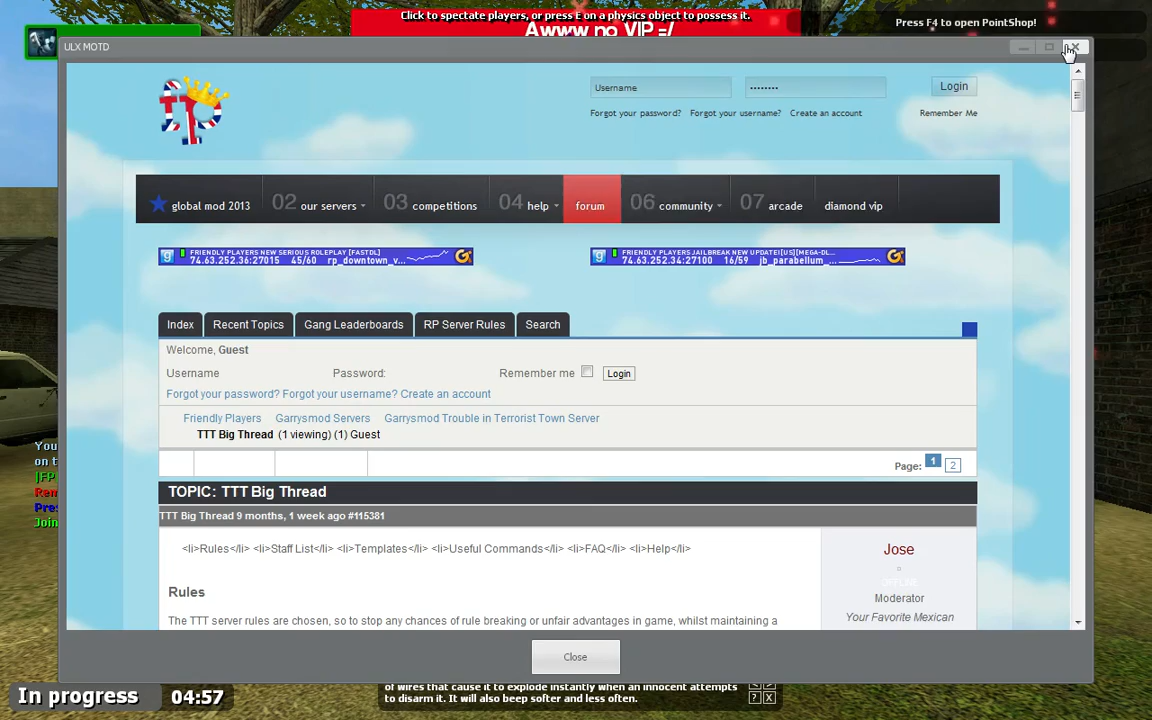 Click to spectate players, or press E on a physics object to possess it.
Awww no VIP =/
Press F4 to open PointShop!
ULX MOTD
Username
Login
Forgot your password? Forgot your username? Create an account
Remember Me
global mod 2013
02 our servers
03 competitions
04 help
forum
06 community
07 arcade
diamond vip
FRIENDLY PLAYERS NEW SERIOUS ROLEPLAY [FASTDL]
74.63.252.36:27015 45/60 rp_downtown_v...
FRIENDLY PLAYERS JAILBREAK NEW UPDATE![US][MEGA-DL...
74.63.252.34:27100 16/59 jb_parabellum_...
Index
Recent Topics
Gang Leaderboards
RP Server Rules
Search
Welcome, Guest
Username
Password:
Remember me
Login
Forgot your password? Forgot your username? Create an account
Friendly Players
Garrysmod Servers
Garrysmod Trouble in Terrorist Town Server
TTT Big Thread (1 viewing) (1) Guest
Page: 1 2
TOPIC: TTT Big Thread
TTT Big Thread 9 months, 1 week ago #115381
<li>Rules</li> <li>Staff List</li> <li>Templates</li> <li>Useful Commands</li> <li>FAQ</li> <li>Help</li>
Jose
OFFLINE
Moderator
Your Favorite Mexican
Rules
The TTT server rules are chosen, so to stop any chances of rule breaking or unfair advantages in game, whilst maintaining a
You
on t
[FP
Rem
Pres
Join
Close
In progress 04:57
of wires that cause it to explode instantly when an innocent attempts
to disarm it. It will also beep softer and less often.